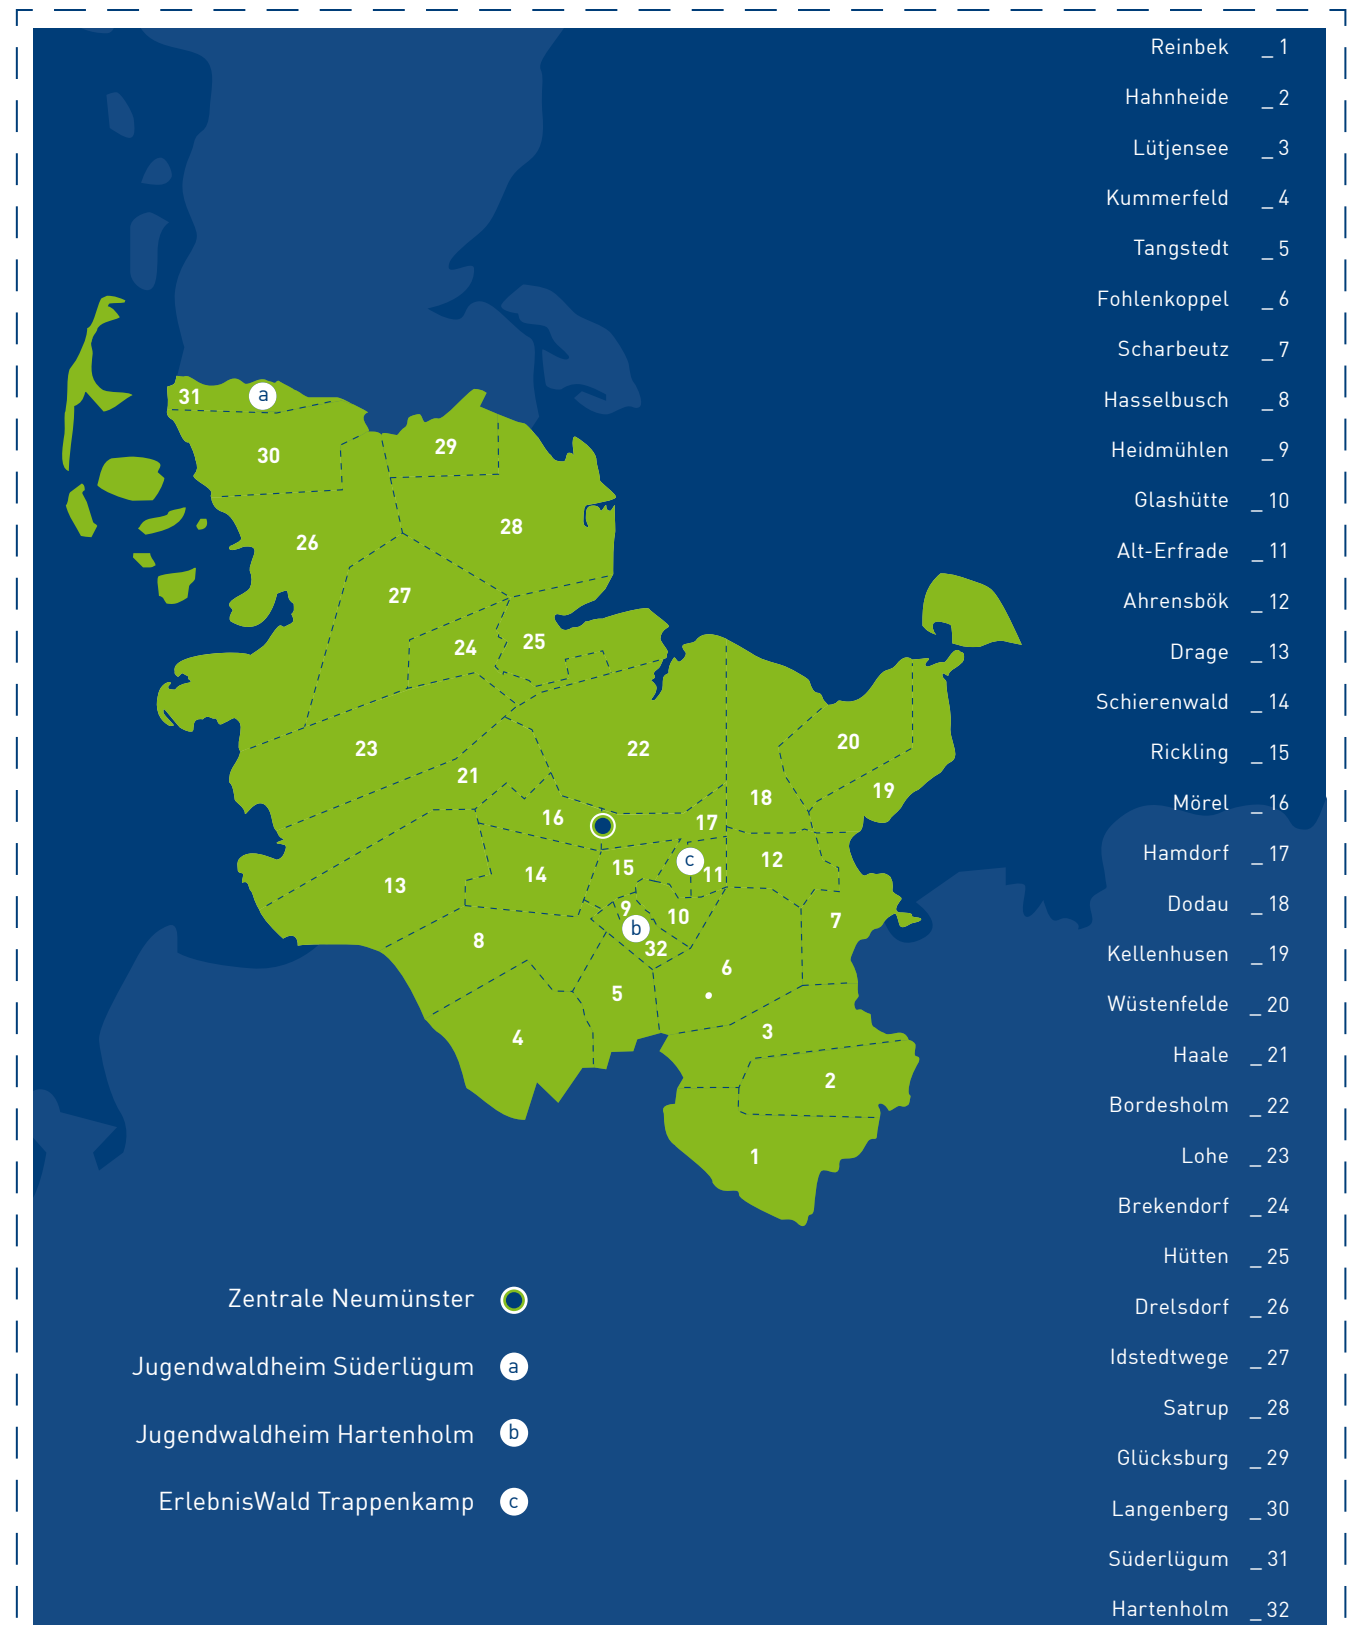 Reinbek _ 1
Hahnheide _ 2
Lütjensee _ 3
Kummerfeld _ 4
Tangstedt _ 5
Fohlenkoppel _ 6
Scharbeutz _ 7
Hasselbusch _ 8
Heidmühlen _ 9
Glashütte _ 10
Alt-Erfrade _ 11
Ahrensbök _ 12
Drage _ 13
Schierenwald _ 14
Rickling _ 15
Mörel _ 16
Hamdorf _ 17
Dodau _ 18
Kellenhusen _ 19
Wüstenfelde _ 20
Haale _ 21
Bordesholm _ 22
Lohe _ 23
Brekendorf _ 24
Hütten _ 25
Drelsdorf _ 26
Idstedtwege _ 27
Satrup _ 28
Glücksburg _ 29
Langenberg _ 30
Süderlügum _ 31
Hartenholm _ 32
31
a
30
29
28
26
27
24
25
23
22
20
21
19
18
16
17
15
c
11
12
14
13
9
10
7
b
32
8
6
5
3
4
2
1
Zentrale Neumünster
Jugendwaldheim Süderlügum a
Jugendwaldheim Hartenholm b
ErlebnisWald Trappenkamp c